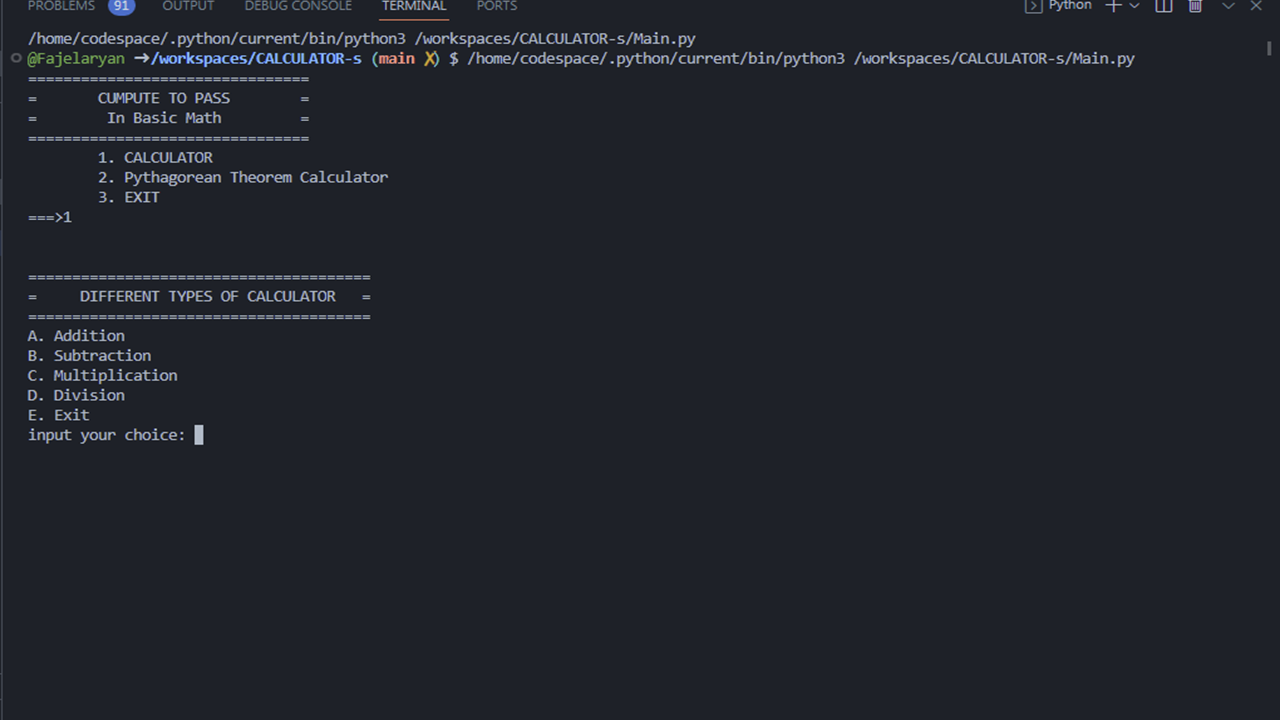 PROBLEMS 91 OUTPUT DEBUG CONSOLE TERMINAL PORTS Python
/home/codespace/.python/current/bin/python3 /workspaces/CALCULATOR-s/Main.py
@Fajelaryan ➜/workspaces/CALCULATOR-s (main ✗) $ /home/codespace/.python/current/bin/python3 /workspaces/CALCULATOR-s/Main.py
================================
= CUMPUTE TO PASS =
= In Basic Math =
================================
1. CALCULATOR
2. Pythagorean Theorem Calculator
3. EXIT
===>1
=======================================
= DIFFERENT TYPES OF CALCULATOR =
=======================================
A. Addition
B. Subtraction
C. Multiplication
D. Division
E. Exit
input your choice: